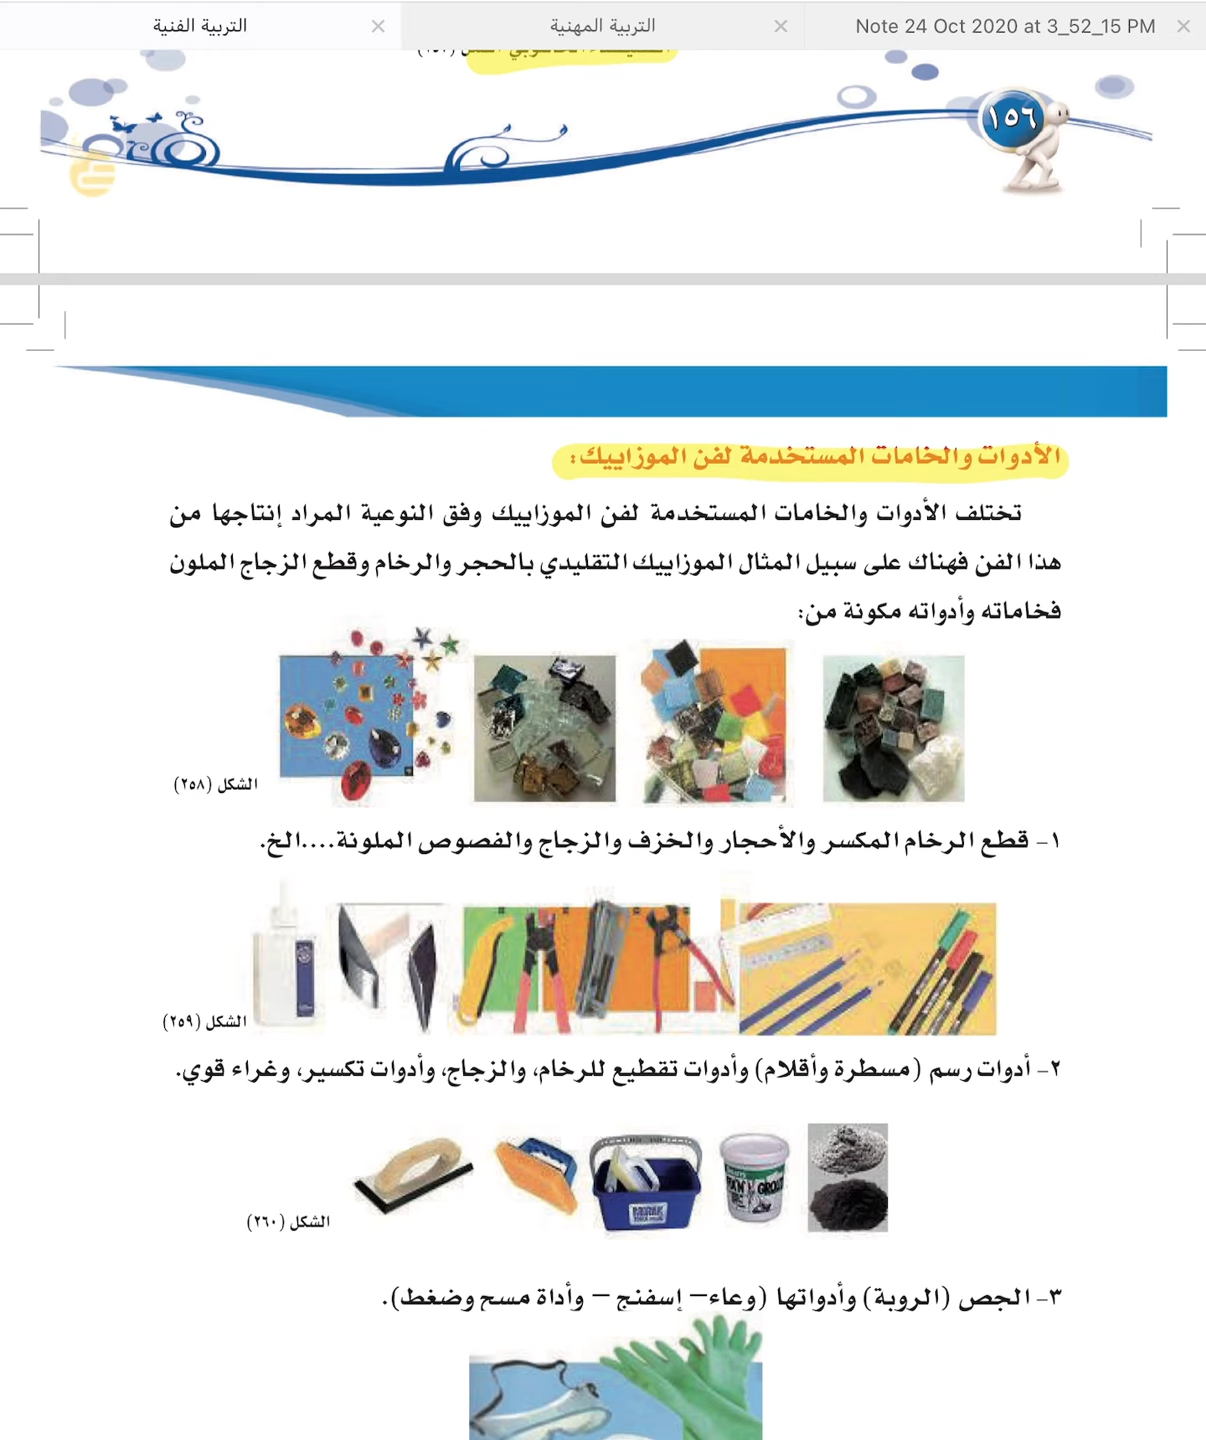 التربية الفنية
التربية المهنية
Note 24 Oct 2020 at 3_52_15 PM
١٥٦
الأدوات والخامات المستخدمة لفن الموزاييك:
تختلف الأدوات والخامات المستخدمة لفن الموزاييك وفق النوعية المراد إنتاجها من
هذا الفن فهناك على سبيل المثال الموزاييك التقليدي بالحجر والرخام وقطع الزجاج الملون
فخاماته وأدواته مكونة من:
الشكل (٢٥٨)
١- قطع الرخام المكسر والأحجار والخزف والزجاج والفصوص الملونة....الخ.
الشكل (٢٥٩)
٢- أدوات رسم (مسطرة وأقلام) وأدوات تقطيع للرخام، والزجاج، وأدوات تكسير، وغراء قوي.
الشكل (٢٦٠)
٣- الجص (الروبة) وأدواتها (وعاء– إسفنج – وأداة مسح وضغط).